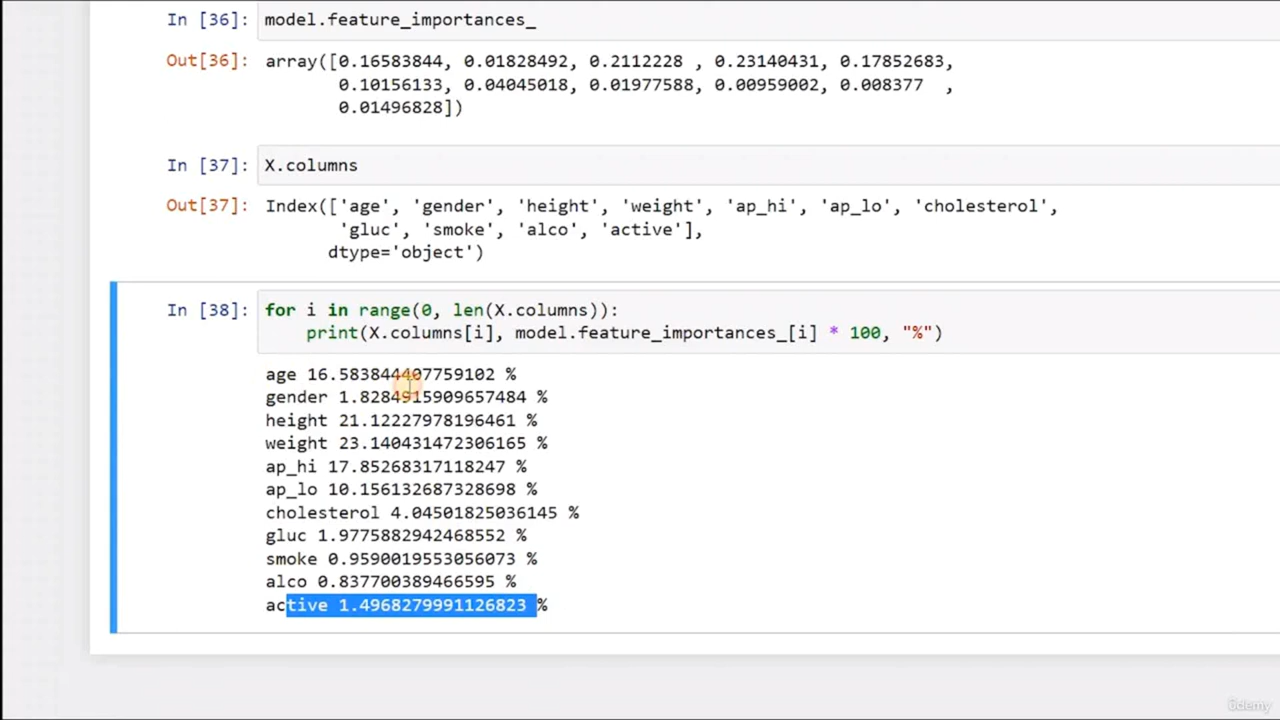 In [36]: model.feature_importances_
Out[36]: array([0.16583844, 0.01828492, 0.2112228 , 0.23140431, 0.17852683,
0.10156133, 0.04045018, 0.01977588, 0.00959002, 0.008377  ,
0.01496828])
In [37]: X.columns
Out[37]: Index(['age', 'gender', 'height', 'weight', 'ap_hi', 'ap_lo', 'cholesterol',
'gluc', 'smoke', 'alco', 'active'],
dtype='object')
In [38]: for i in range(0, len(X.columns)):
print(X.columns[i], model.feature_importances_[i] * 100, "%")
age 16.583844407759102 %
gender 1.8284915909657484 %
height 21.12227978196461 %
weight 23.140431472306165 %
ap_hi 17.85268317118247 %
ap_lo 10.156132687328698 %
cholesterol 4.04501825036145 %
gluc 1.9775882942468552 %
smoke 0.9590019553056073 %
alco 0.837700389466595 %
active 1.4968279991126823 %
ûdemy